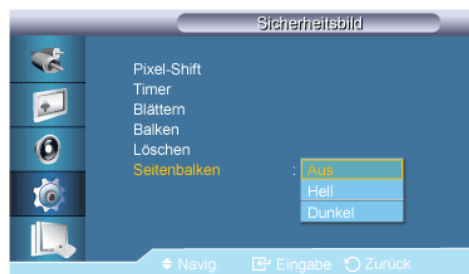 Sicherheitsbild
Pixel-Shift
Timer
Blättern
Balken
Löschen
Seitenbalken : Aus
Hell
Dunkel
Navig. Eingabe Zurück